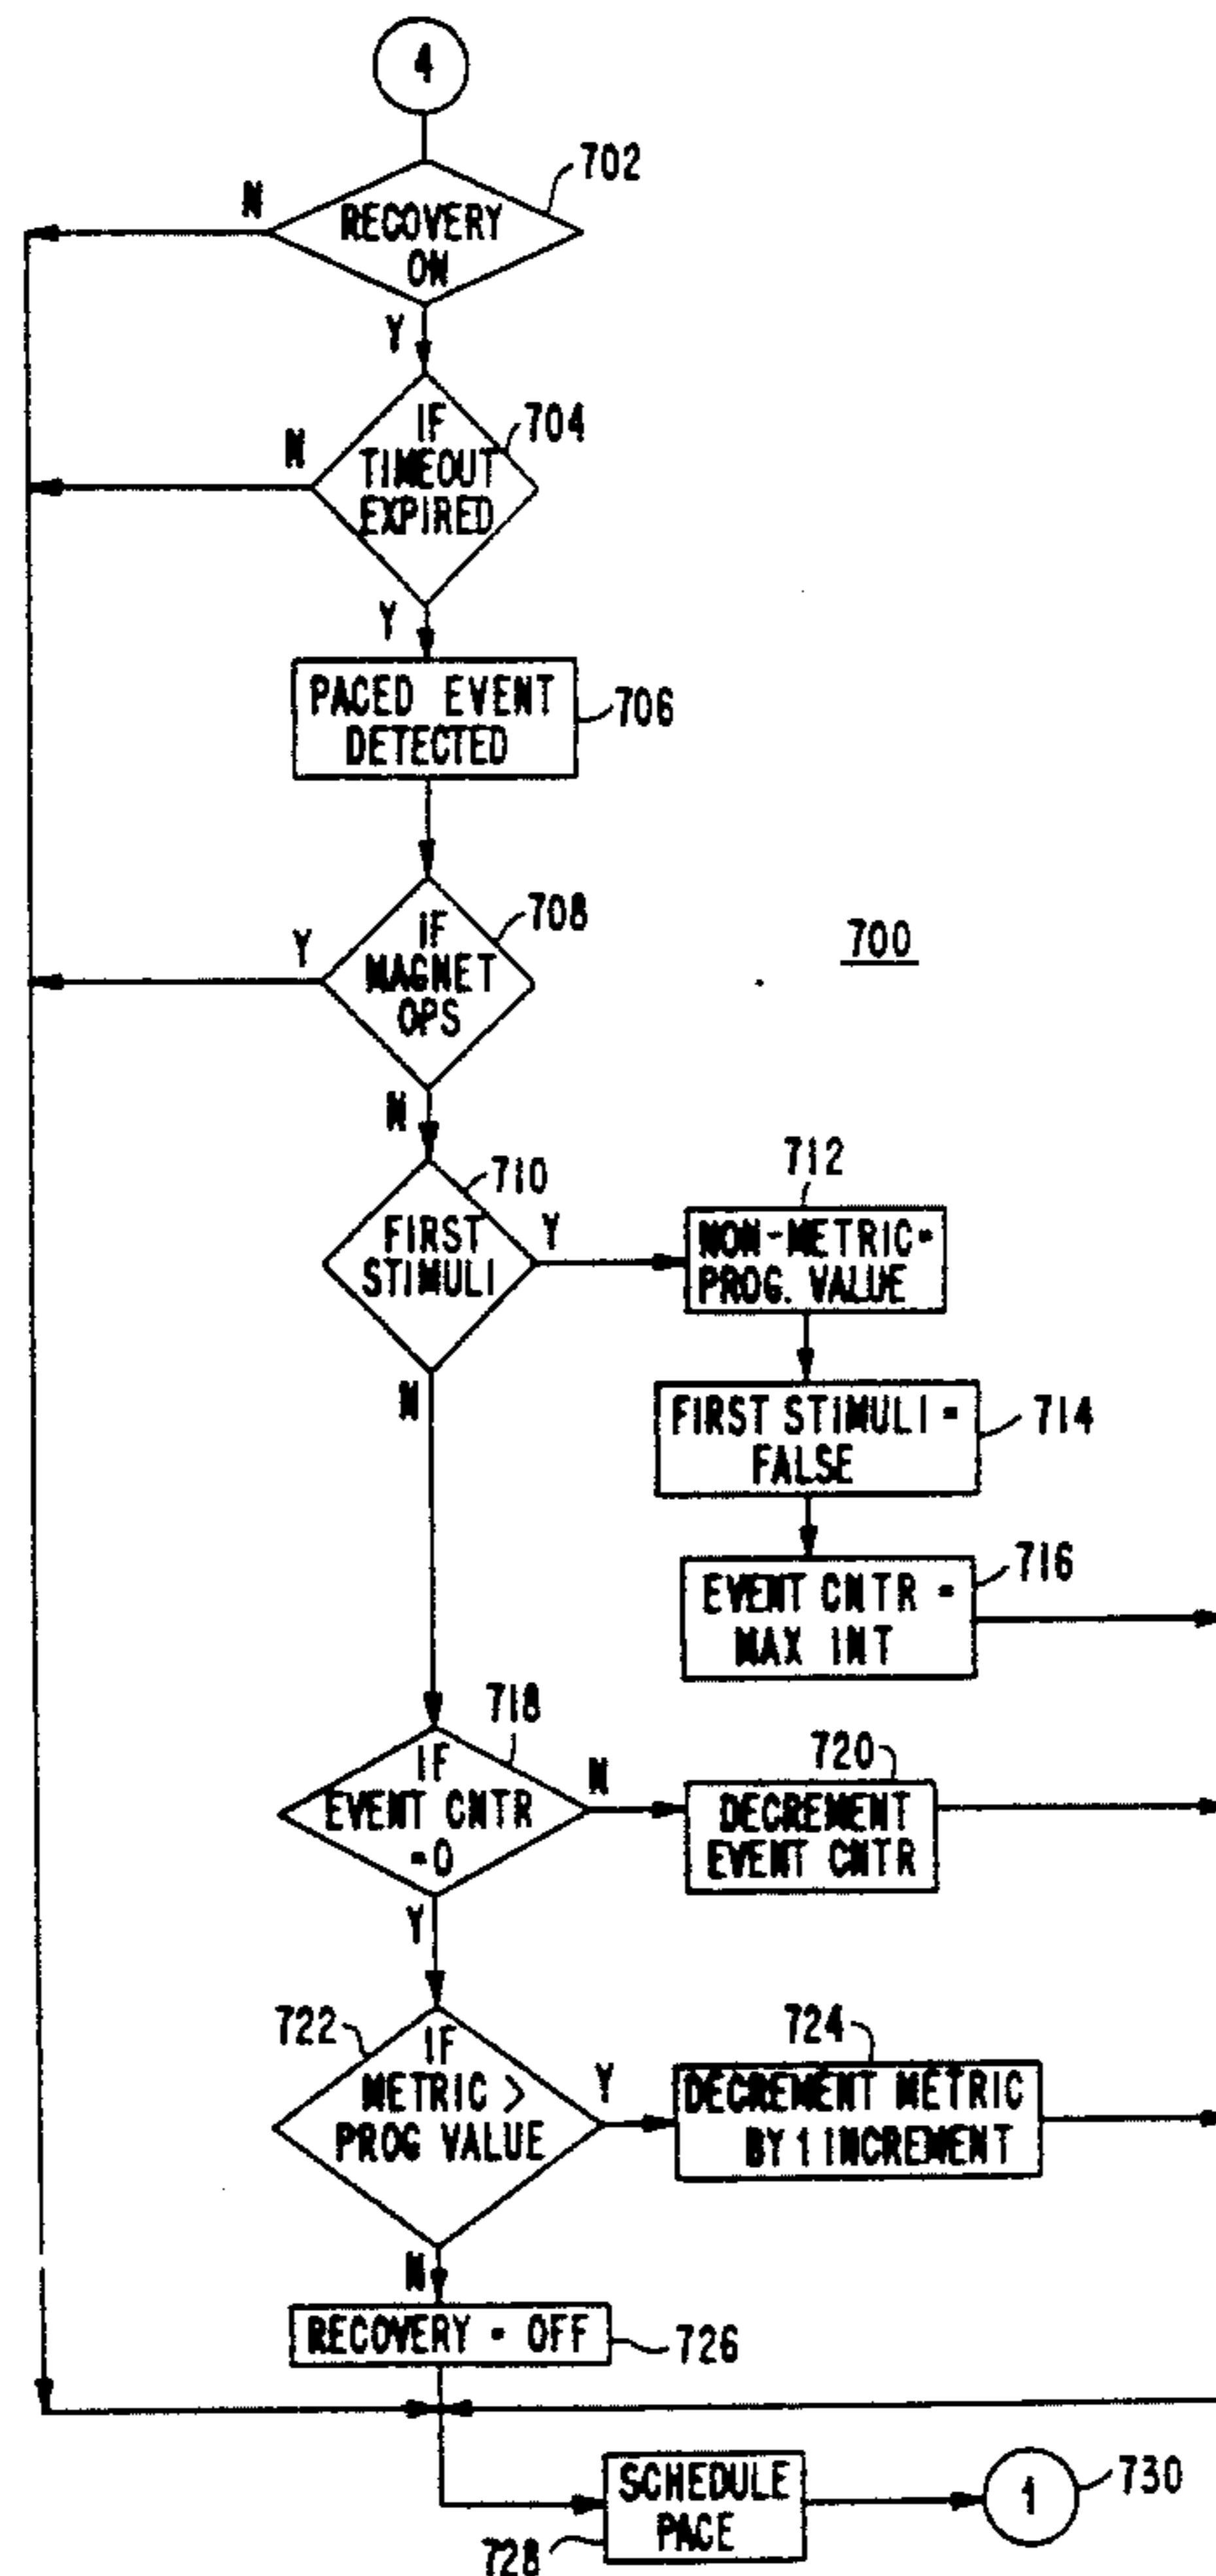 4
702
N
RECOVERY
ON
Y
IF
TIMEOUT
EXPIRED
704
N
Y
PACED EVENT
DETECTED
706
IF
MAGNET
OPS
708
Y
700
N
710
FIRST
STIMULI
Y
712
NON-METRIC=
PROG. VALUE
N
FIRST STIMULI =
FALSE
714
EVENT CNTR =
MAX INT
716
718
IF
EVENT CNTR
=0
N
720
DECREMENT
EVENT CNTR
Y
722
IF
METRIC >
PROG VALUE
Y
724
DECREMENT METRIC
BY 1 INCREMENT
N
RECOVERY = OFF
726
SCHEDULE
PACE
728
1
730